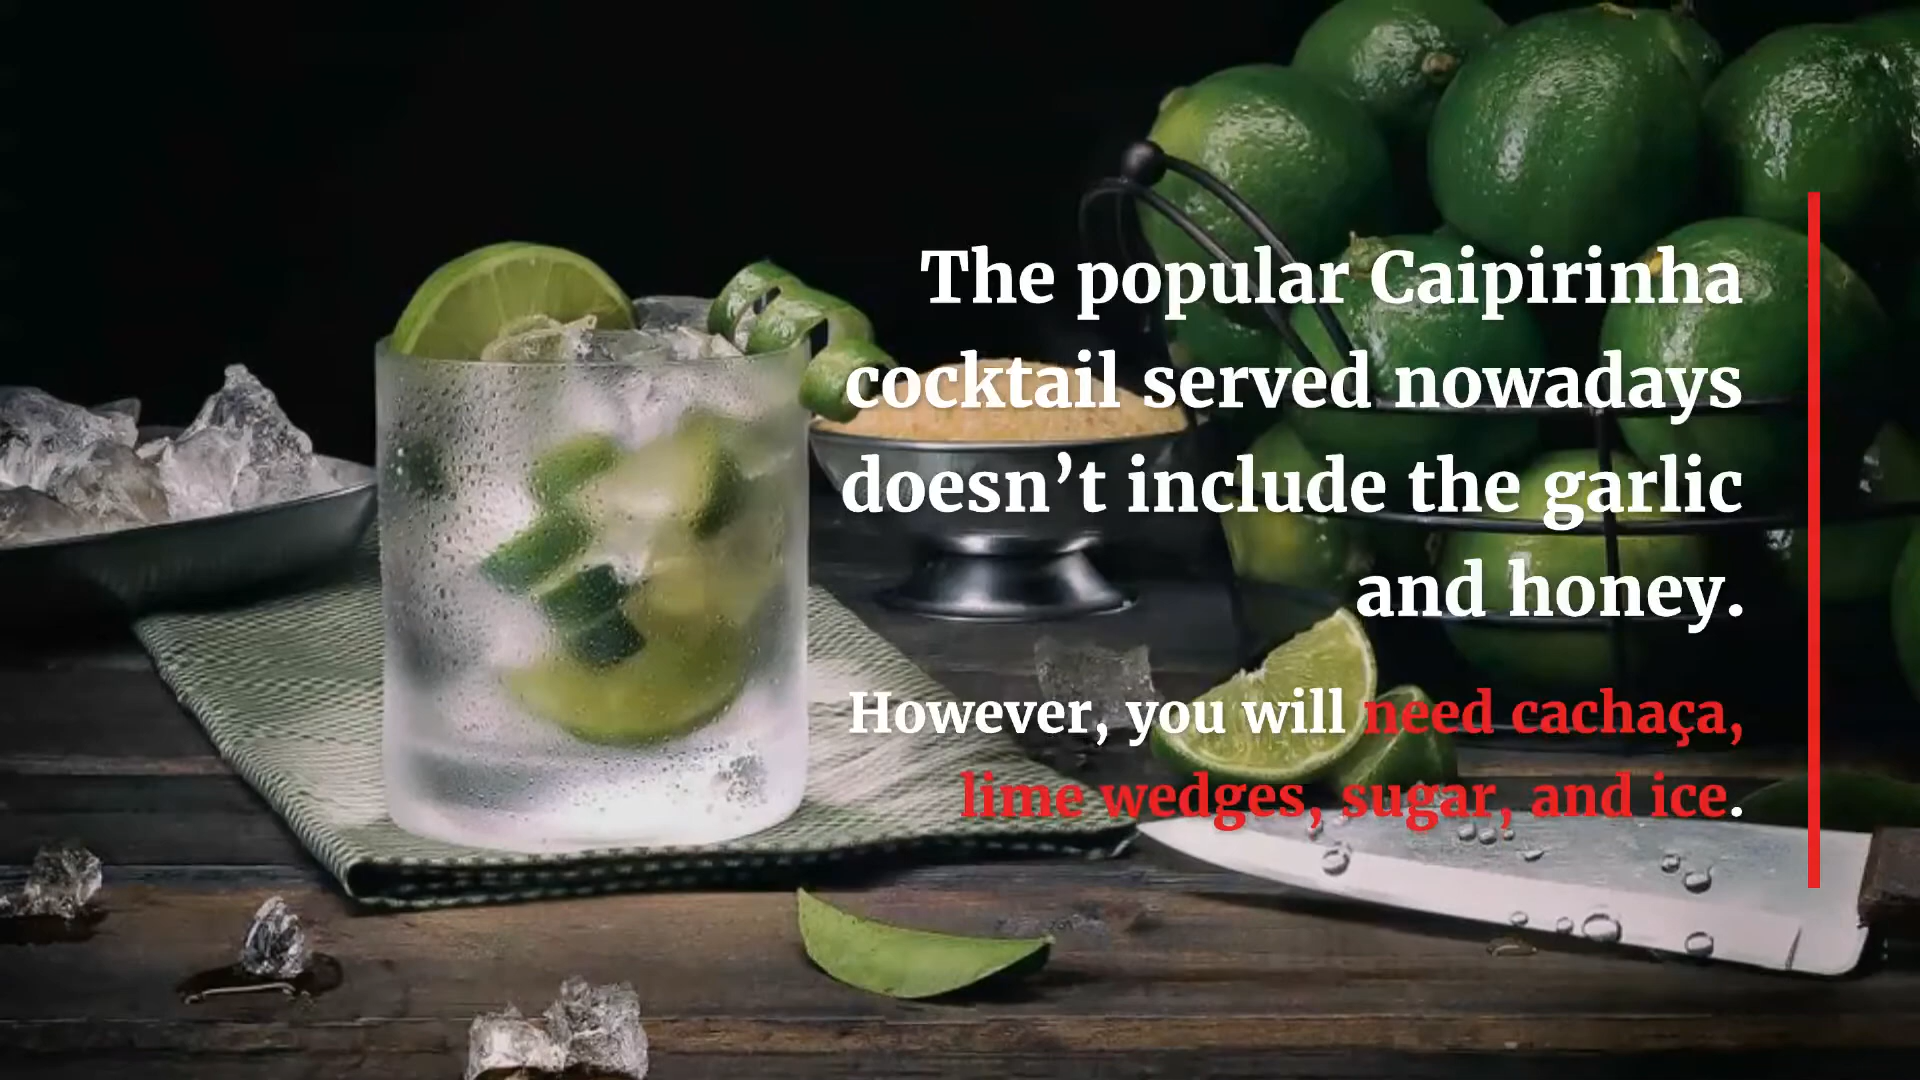 The popular Caipirinha
cocktail served nowadays
doesn’t include the garlic
and honey.
However, you will need cachaça,
lime wedges, sugar, and ice.